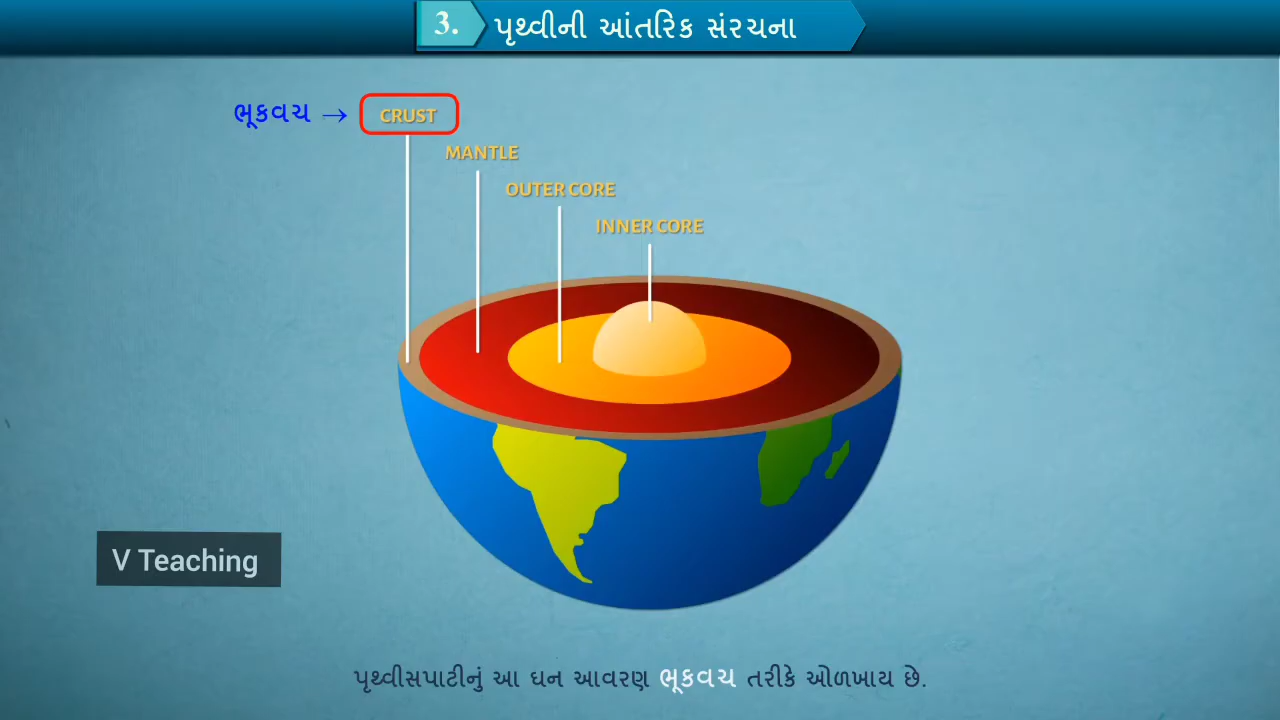 3. પૃથ્વીની આંતરિક સંરચના
ભૂકવચ → CRUST
MANTLE
OUTER CORE
INNER CORE
V Teaching
પૃથ્વીસપાટીનું આ ઘન આવરણ ભૂકવચ તરીકે ઓળખાય છે.